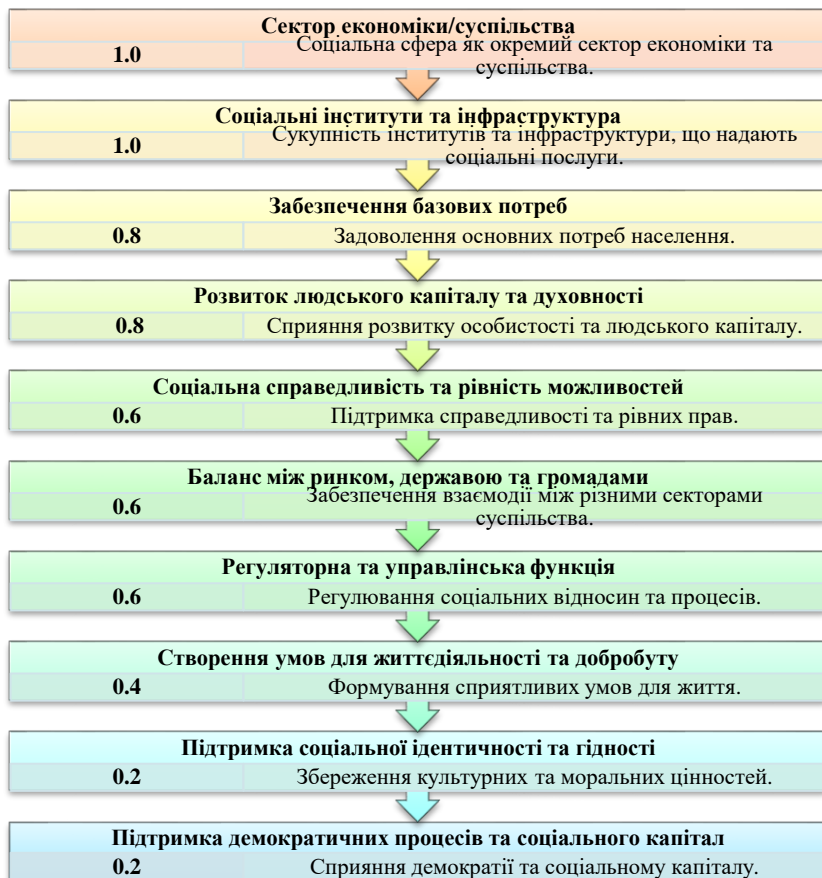 Сектор економіки/суспільства
1.0
Соціальна сфера як окремий сектор економіки та
суспільства.
Соціальні інститути та інфраструктура
1.0
Сукупність інститутів та інфраструктури, що надають
соціальні послуги.
Забезпечення базових потреб
0.8
Задоволення основних потреб населення.
Розвиток людського капіталу та духовності
0.8
Сприяння розвитку особистості та людського капіталу.
Соціальна справедливість та рівність можливостей
0.6
Підтримка справедливості та рівних прав.
Баланс між ринком, державою та громадами
0.6
Забезпечення взаємодії між різними секторами
суспільства.
Регуляторна та управлінська функція
0.6
Регулювання соціальних відносин та процесів.
Створення умов для життєдіяльності та добробуту
0.4
Формування сприятливих умов для життя.
Підтримка соціальної ідентичності та гідності
0.2
Збереження культурних та моральних цінностей.
Підтримка демократичних процесів та соціального капітал
0.2
Сприяння демократії та соціальному капіталу.